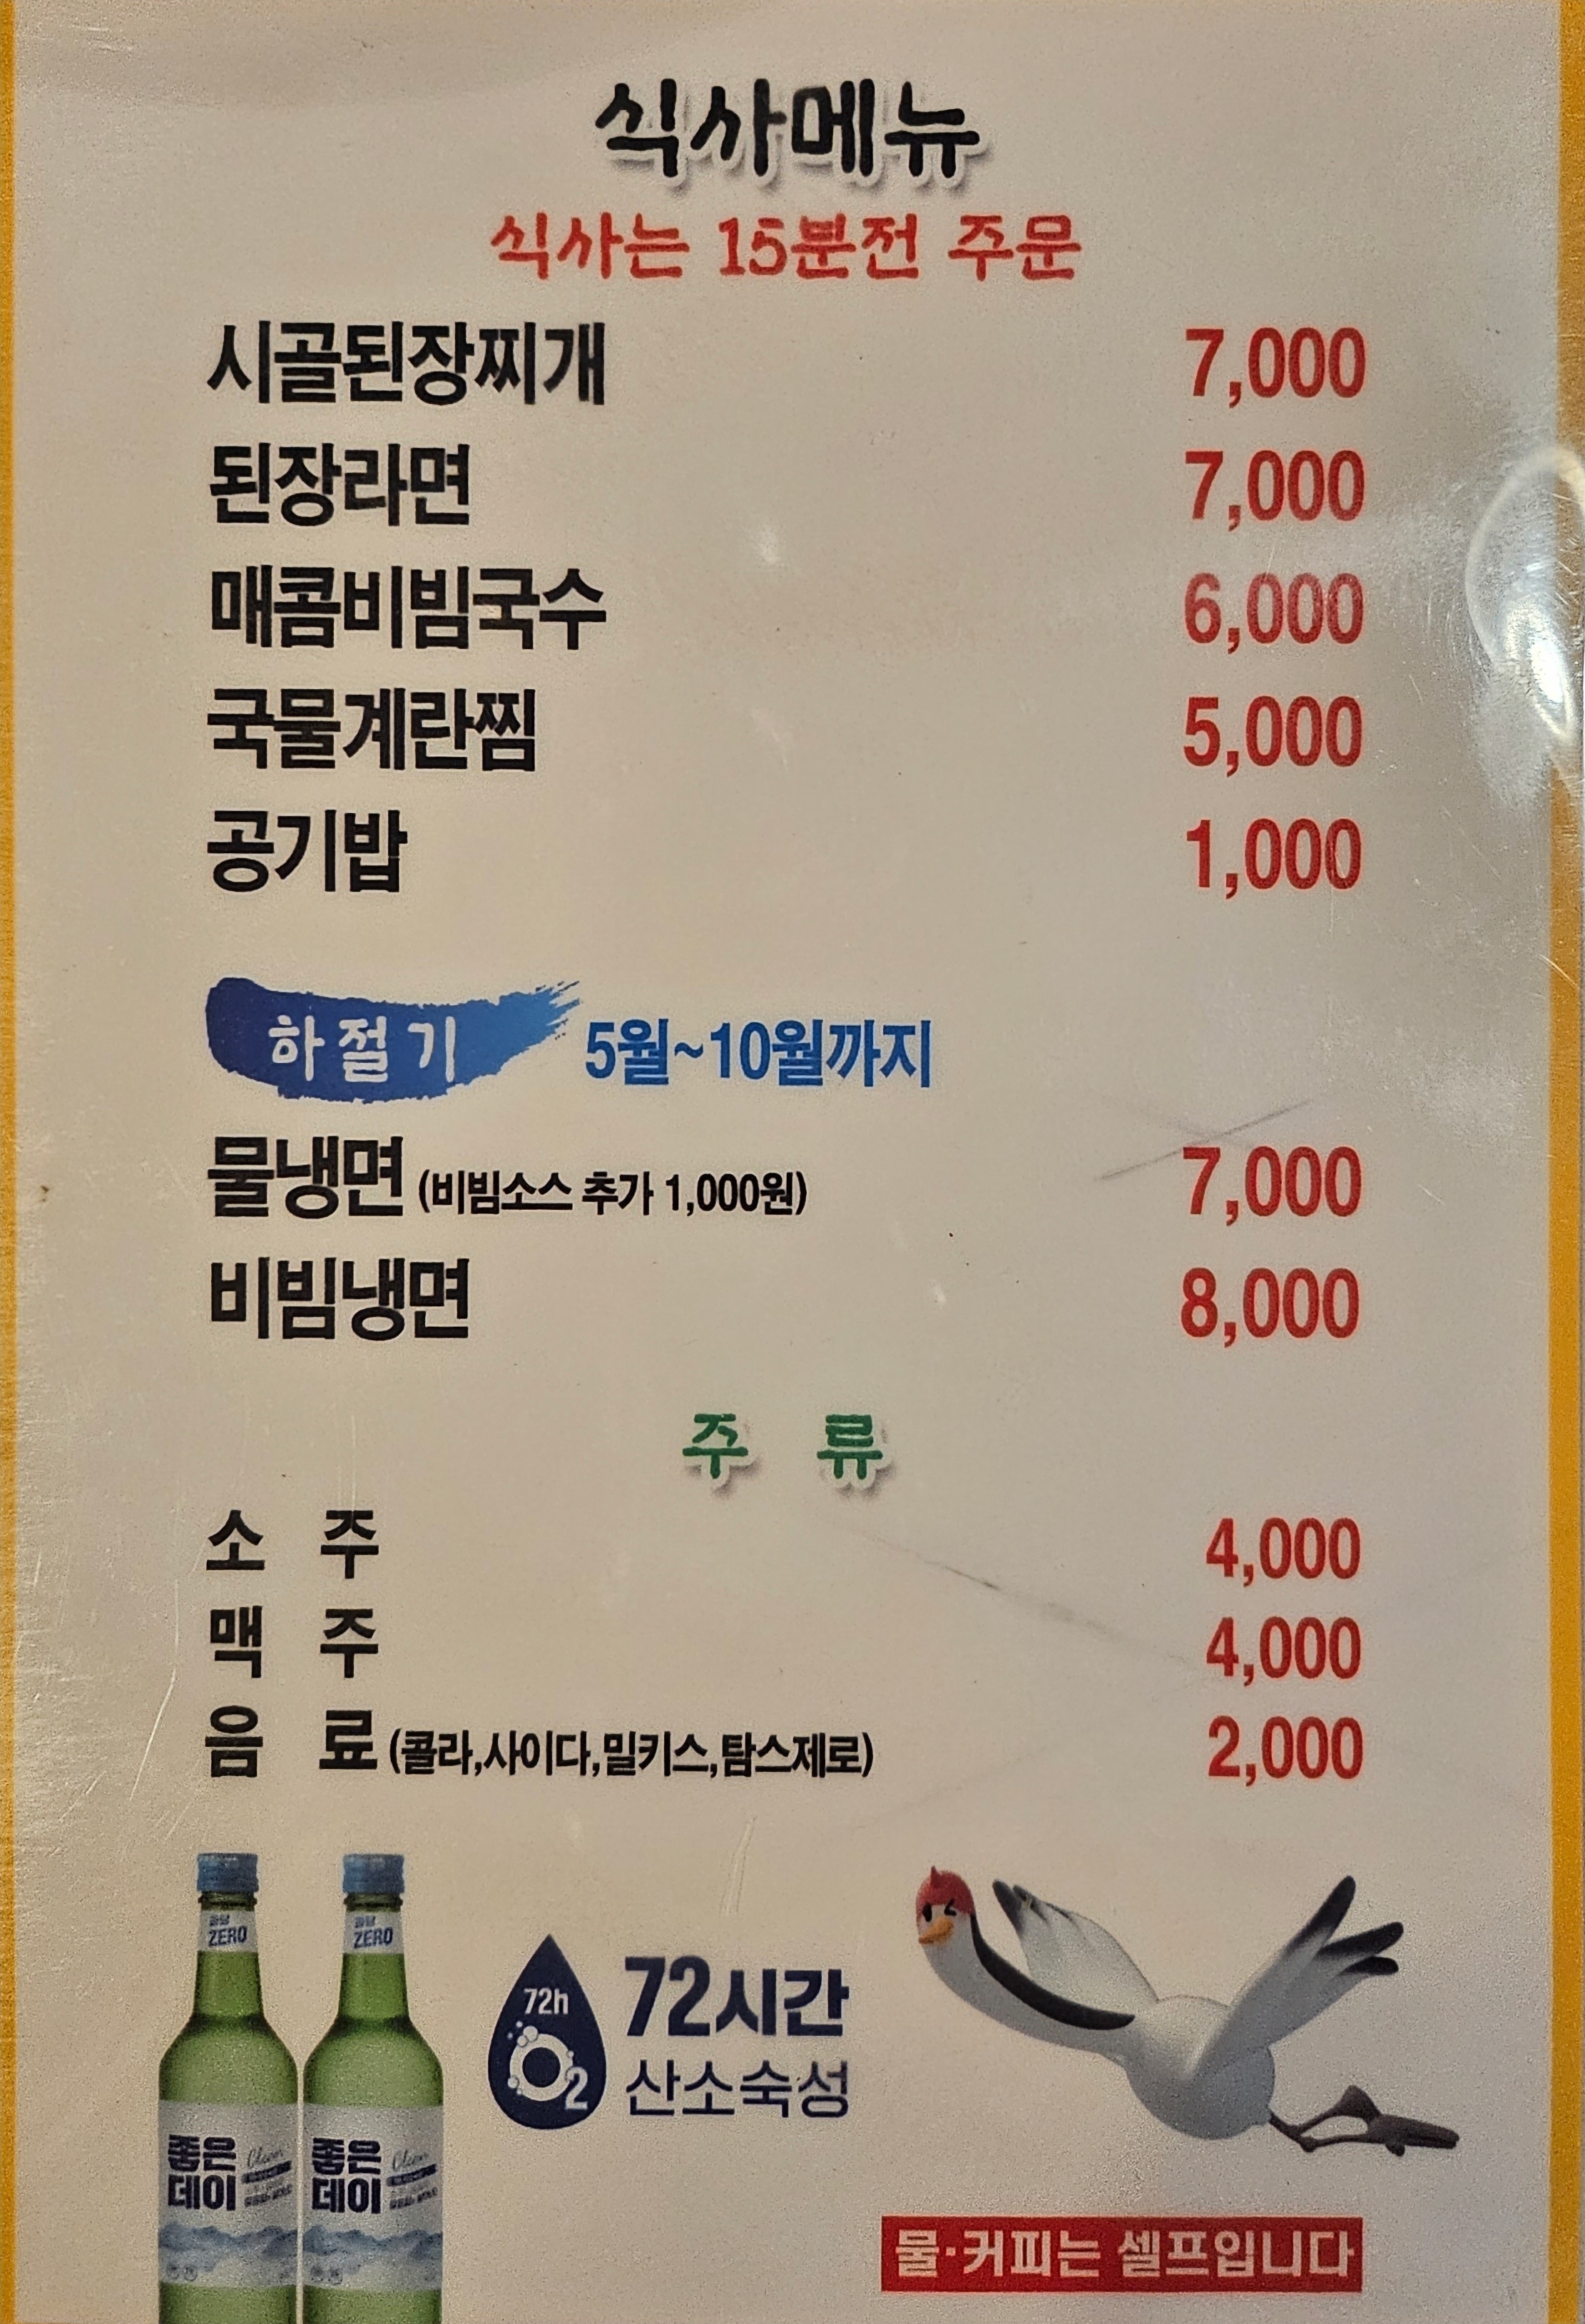 식사메뉴
식사는 15분전 주문
시골된장찌개 7,000
된장라면 7,000
매콤비빔국수 6,000
국물계란찜 5,000
공기밥 1,000
하절기 5월~10월까지
물냉면 (비빔소스 추가 1,000원) 7,000
비빔냉면 8,000
주 류
소 주 4,000
맥 주 4,000
음 료 (콜라,사이다,밀키스,탐스제로) 2,000
ZERO ZERO
72h
O2
72시간
산소숙성
좋은데이 좋은데이
물·커피는 셀프입니다